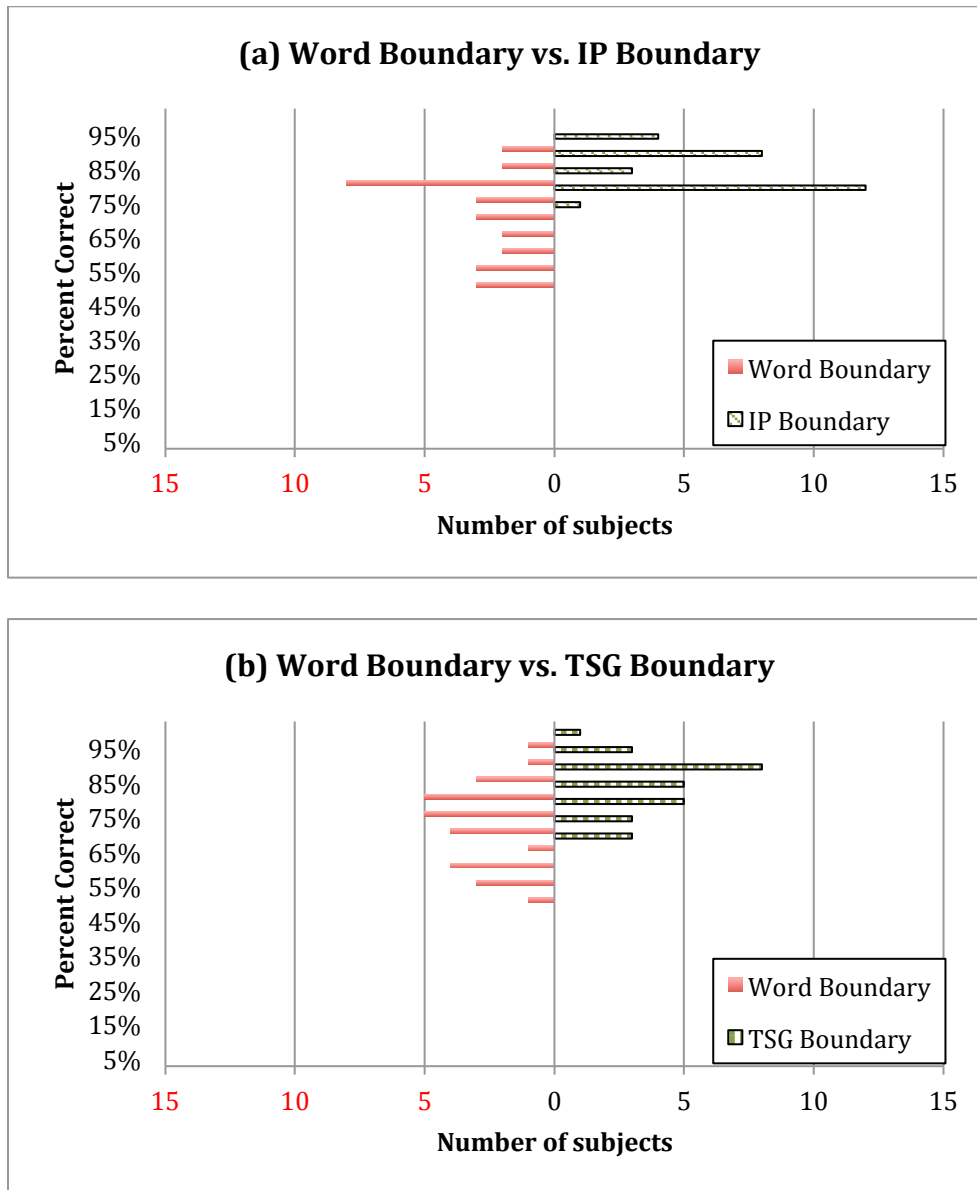 (a) Word Boundary vs. IP Boundary
Percent Correct
95%
85%
75%
65%
55%
45%
35%
25%
15%
5%
Word Boundary
IP Boundary
15 10 5 0 5 10 15
Number of subjects
(b) Word Boundary vs. TSG Boundary
Percent Correct
95%
85%
75%
65%
55%
45%
35%
25%
15%
5%
Word Boundary
TSG Boundary
15 10 5 0 5 10 15
Number of subjects